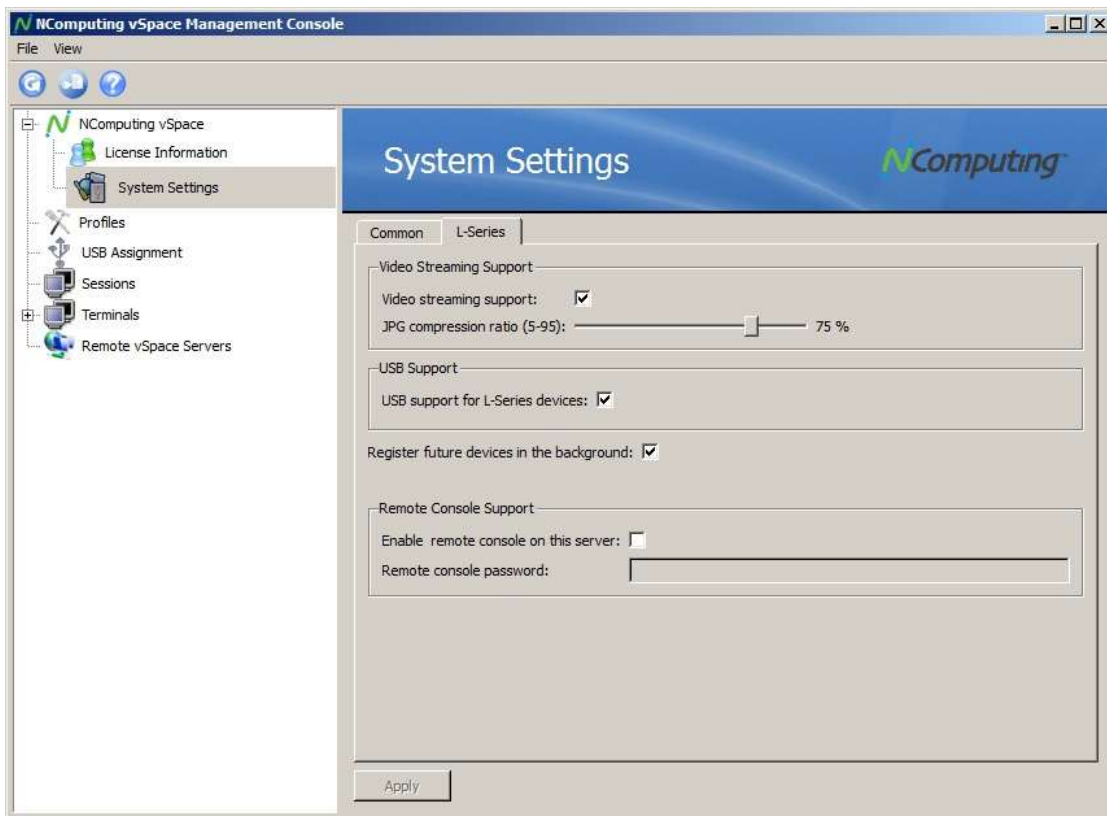 NComputing vSpace Management Console
File View
NComputing vSpace
License Information
System Settings
Profiles
USB Assignment
Sessions
Terminals
Remote vSpace Servers
System Settings
NComputing
Common L-Series
Video Streaming Support
Video streaming support:
JPG compression ratio (5-95): 75 %
USB Support
USB support for L-Series devices:
Register future devices in the background:
Remote Console Support
Enable remote console on this server:
Remote console password:
Apply